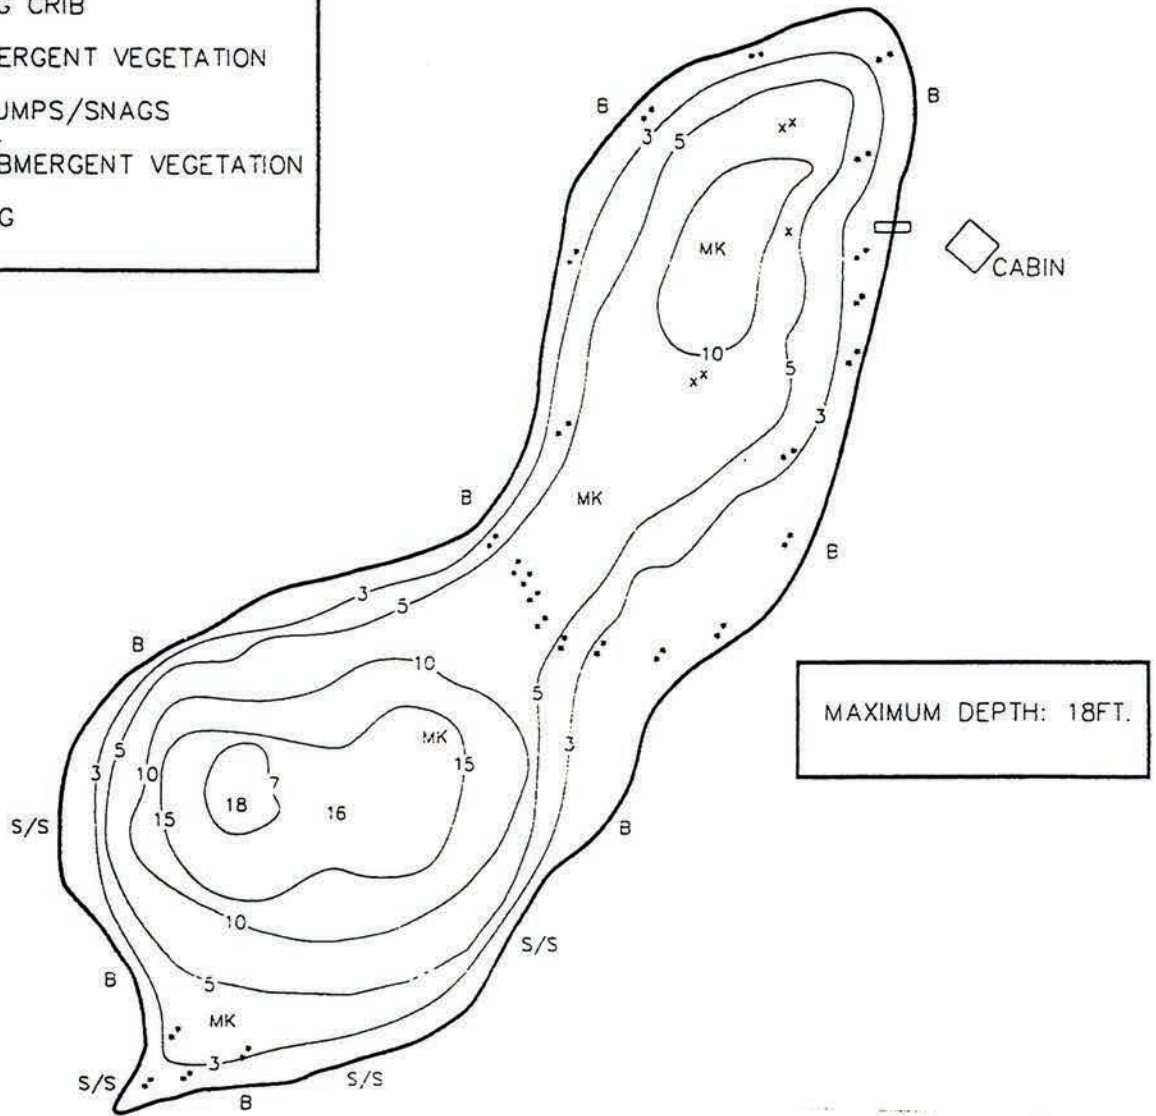 G CRIB
ERGENT VEGETATION
UMPS/SNAGS
BMERGENT VEGETATION
G
B
B
3
5
MK
CABIN
10
5
3
B
MK
B
3
5
B
10
5
MAXIMUM DEPTH: 18FT.
MK
3
5
3
10
15
7
18
16
15
S/S
B
10
S/S
B
5
MK
3
S/S
S/S
B